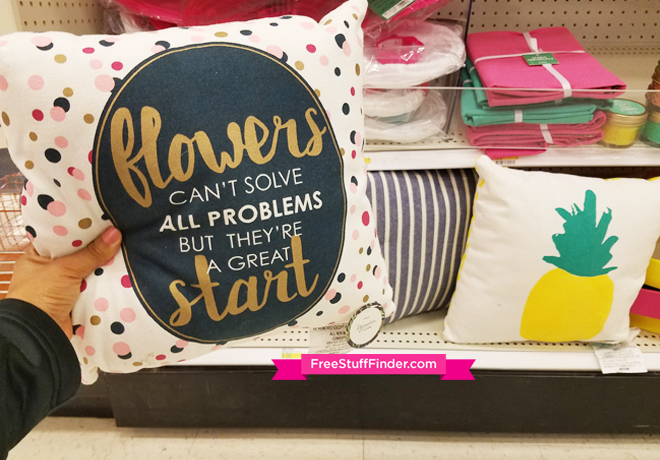 flowers
CAN'T SOLVE
ALL PROBLEMS
BUT THEY'RE
A GREAT
start
FreeStuffFinder.com